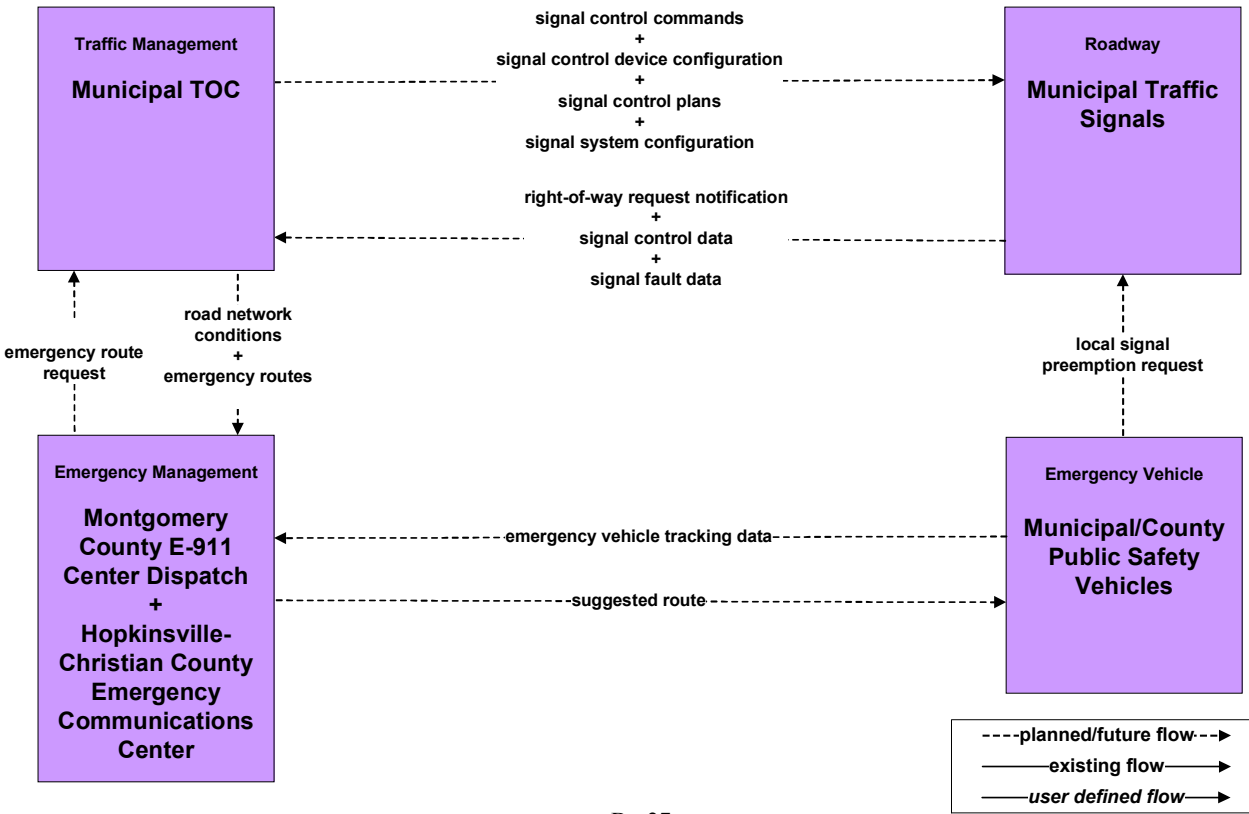 Traffic Management
Municipal TOC
signal control commands
+
signal control device configuration
+
signal control plans
+
signal system configuration
Roadway
Municipal Traffic
Signals
right-of-way request notification
+
signal control data
+
signal fault data
emergency route
request
road network
conditions
+
emergency routes
local signal
preemption request
Emergency Management
Montgomery
County E-911
Center Dispatch
+
Hopkinsville-
Christian County
Emergency
Communications
Center
emergency vehicle tracking data
suggested route
Emergency Vehicle
Municipal/County
Public Safety
Vehicles
planned/future flow
existing flow
user defined flow